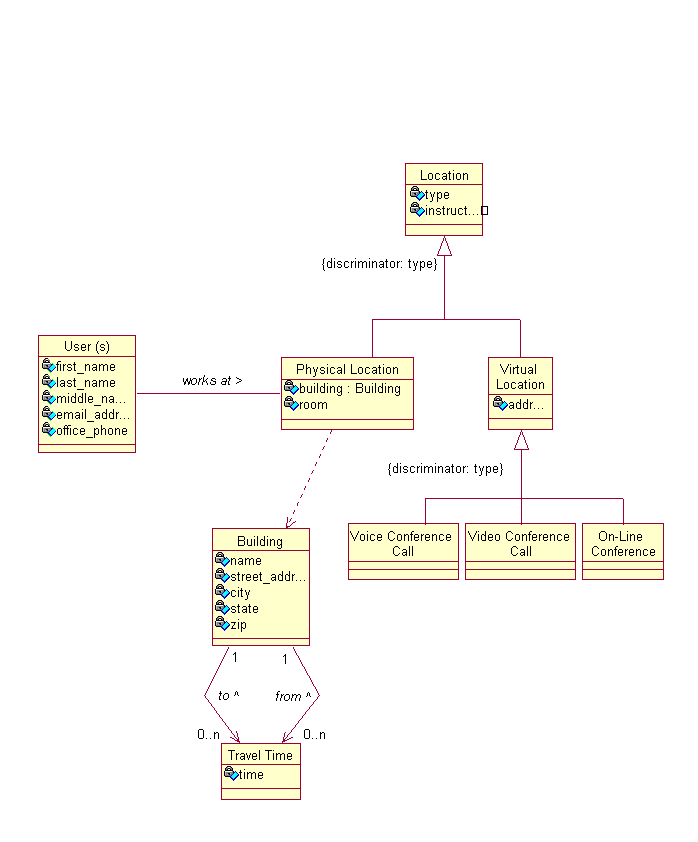 Location
type
instruct...
{discriminator: type}
User (s)
first_name
last_name
middle_na...
email_addr...
office_phone
works at >
Physical Location
building : Building
room
Virtual
Location
addr...
{discriminator: type}
Voice Conference
Call
Video Conference
Call
On-Line
Conference
Building
name
street_addr...
city
state
zip
1
1
to ^
from ^
0..n
0..n
Travel Time
time